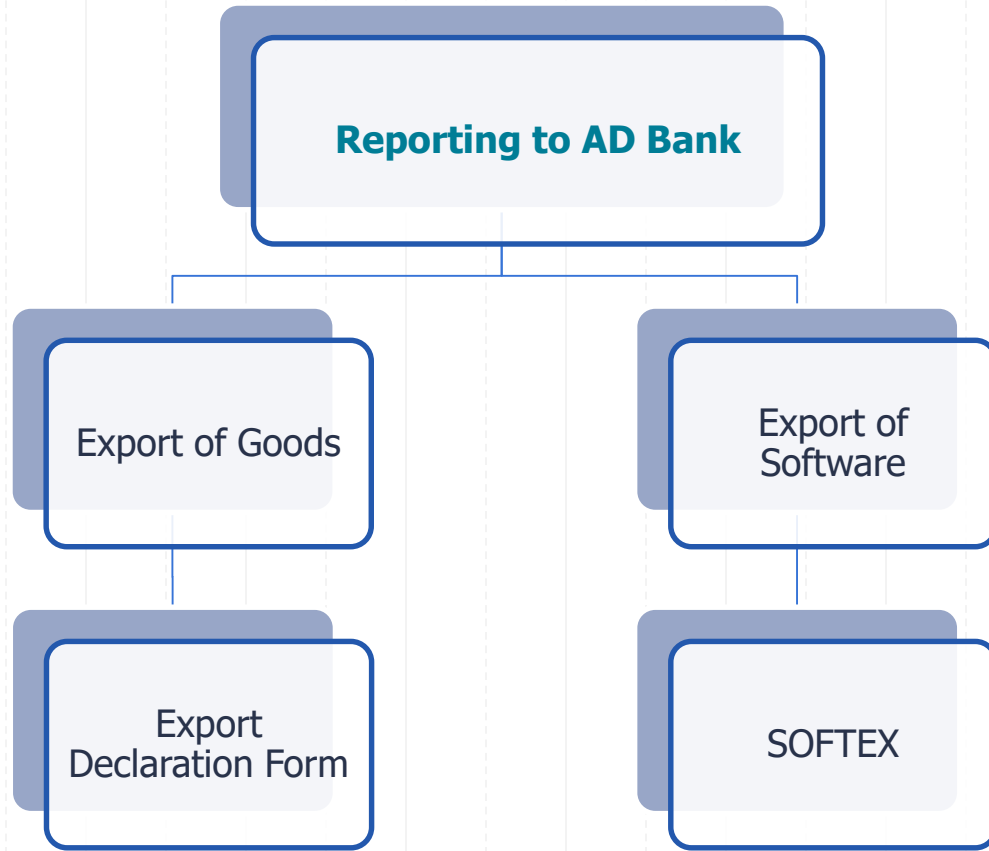 Reporting to AD Bank
Export of Goods
Export of
Software
Export
Declaration Form
SOFTEX